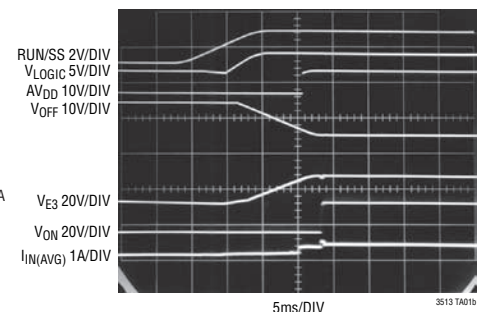 RUN/SS 2V/DIV
VLOGIC 5V/DIV
AVDD 10V/DIV
VOFF 10V/DIV
A
VE3 20V/DIV
VON 20V/DIV
IIN(AVG) 1A/DIV
5ms/DIV
3513 TA01b